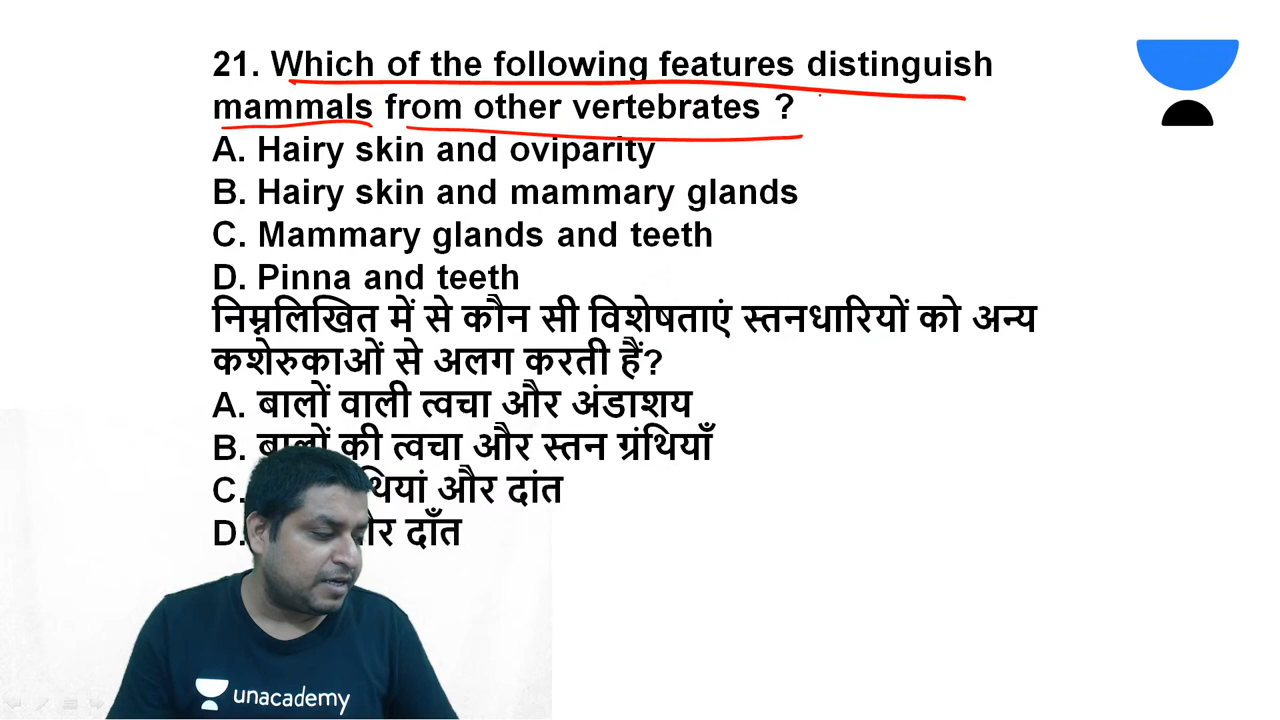 21. Which of the following features distinguish
mammals from other vertebrates ?
A. Hairy skin and oviparity
B. Hairy skin and mammary glands
C. Mammary glands and teeth
D. Pinna and teeth
निम्नलिखित में से कौन सी विशेषताएं स्तनधारियों को अन्य
कशेरुकाओं से अलग करती हैं?
A. बालों वाली त्वचा और अंडाशय
B. बालों की त्वचा और स्तन ग्रंथियाँ
C. और दांत
D. दाँत
unacademy